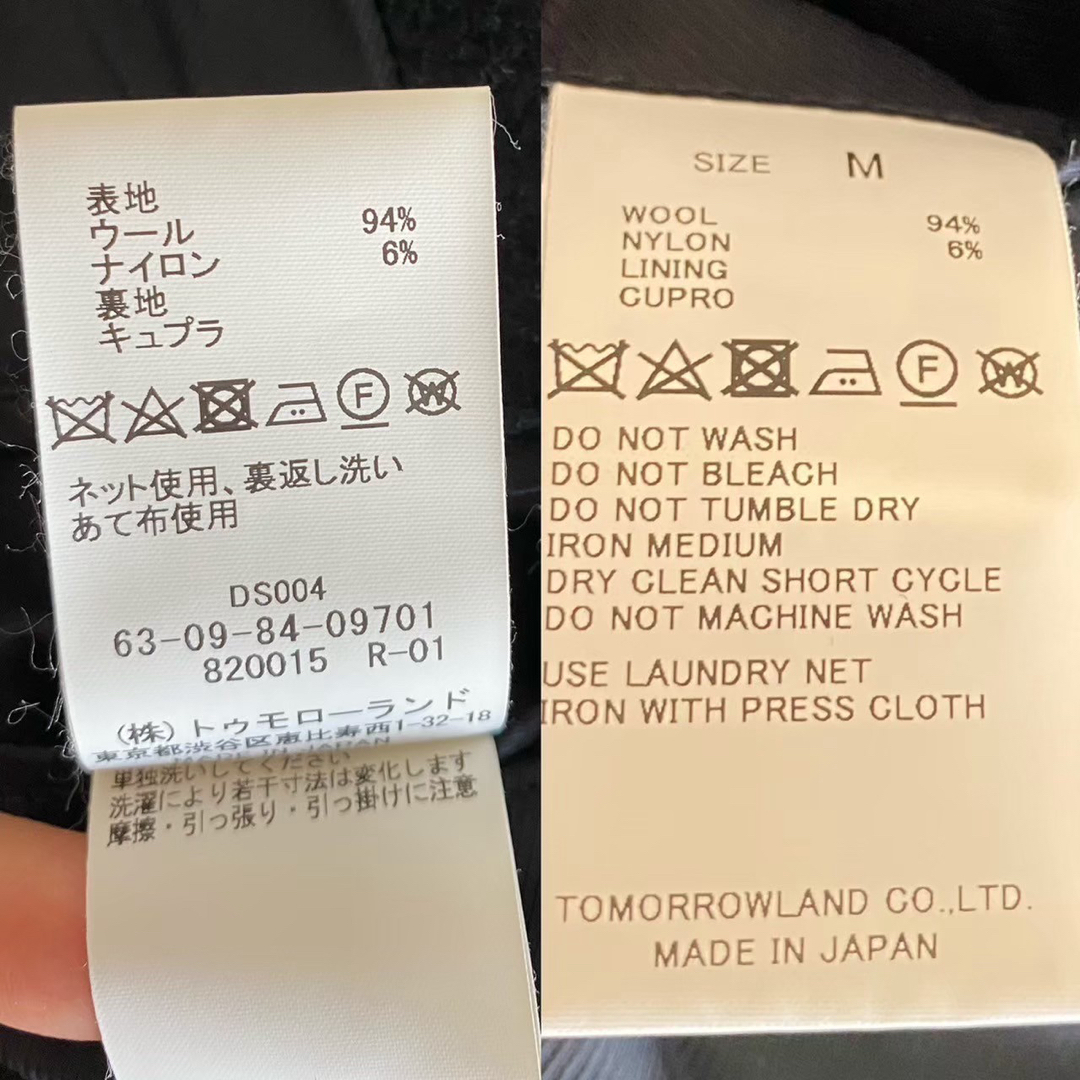 表地
ウール 94%
ナイロン 6%
裏地
キュプラ
F
W
ネット使用、裏返し洗い
あて布使用
DS004
63-09-84-09701
820015 R-01
(株)トゥモローランド
東京都渋谷区恵比寿西1-32-18
単独洗いしてください
洗濯により若干寸法は変化します
摩擦・引っ張り・引っ掛けに注意
SIZE M
WOOL 94%
NYLON 6%
LINING
CUPRO
F
W
DO NOT WASH
DO NOT BLEACH
DO NOT TUMBLE DRY
IRON MEDIUM
DRY CLEAN SHORT CYCLE
DO NOT MACHINE WASH
USE LAUNDRY NET
IRON WITH PRESS CLOTH
TOMORROWLAND CO.,LTD.
MADE IN JAPAN